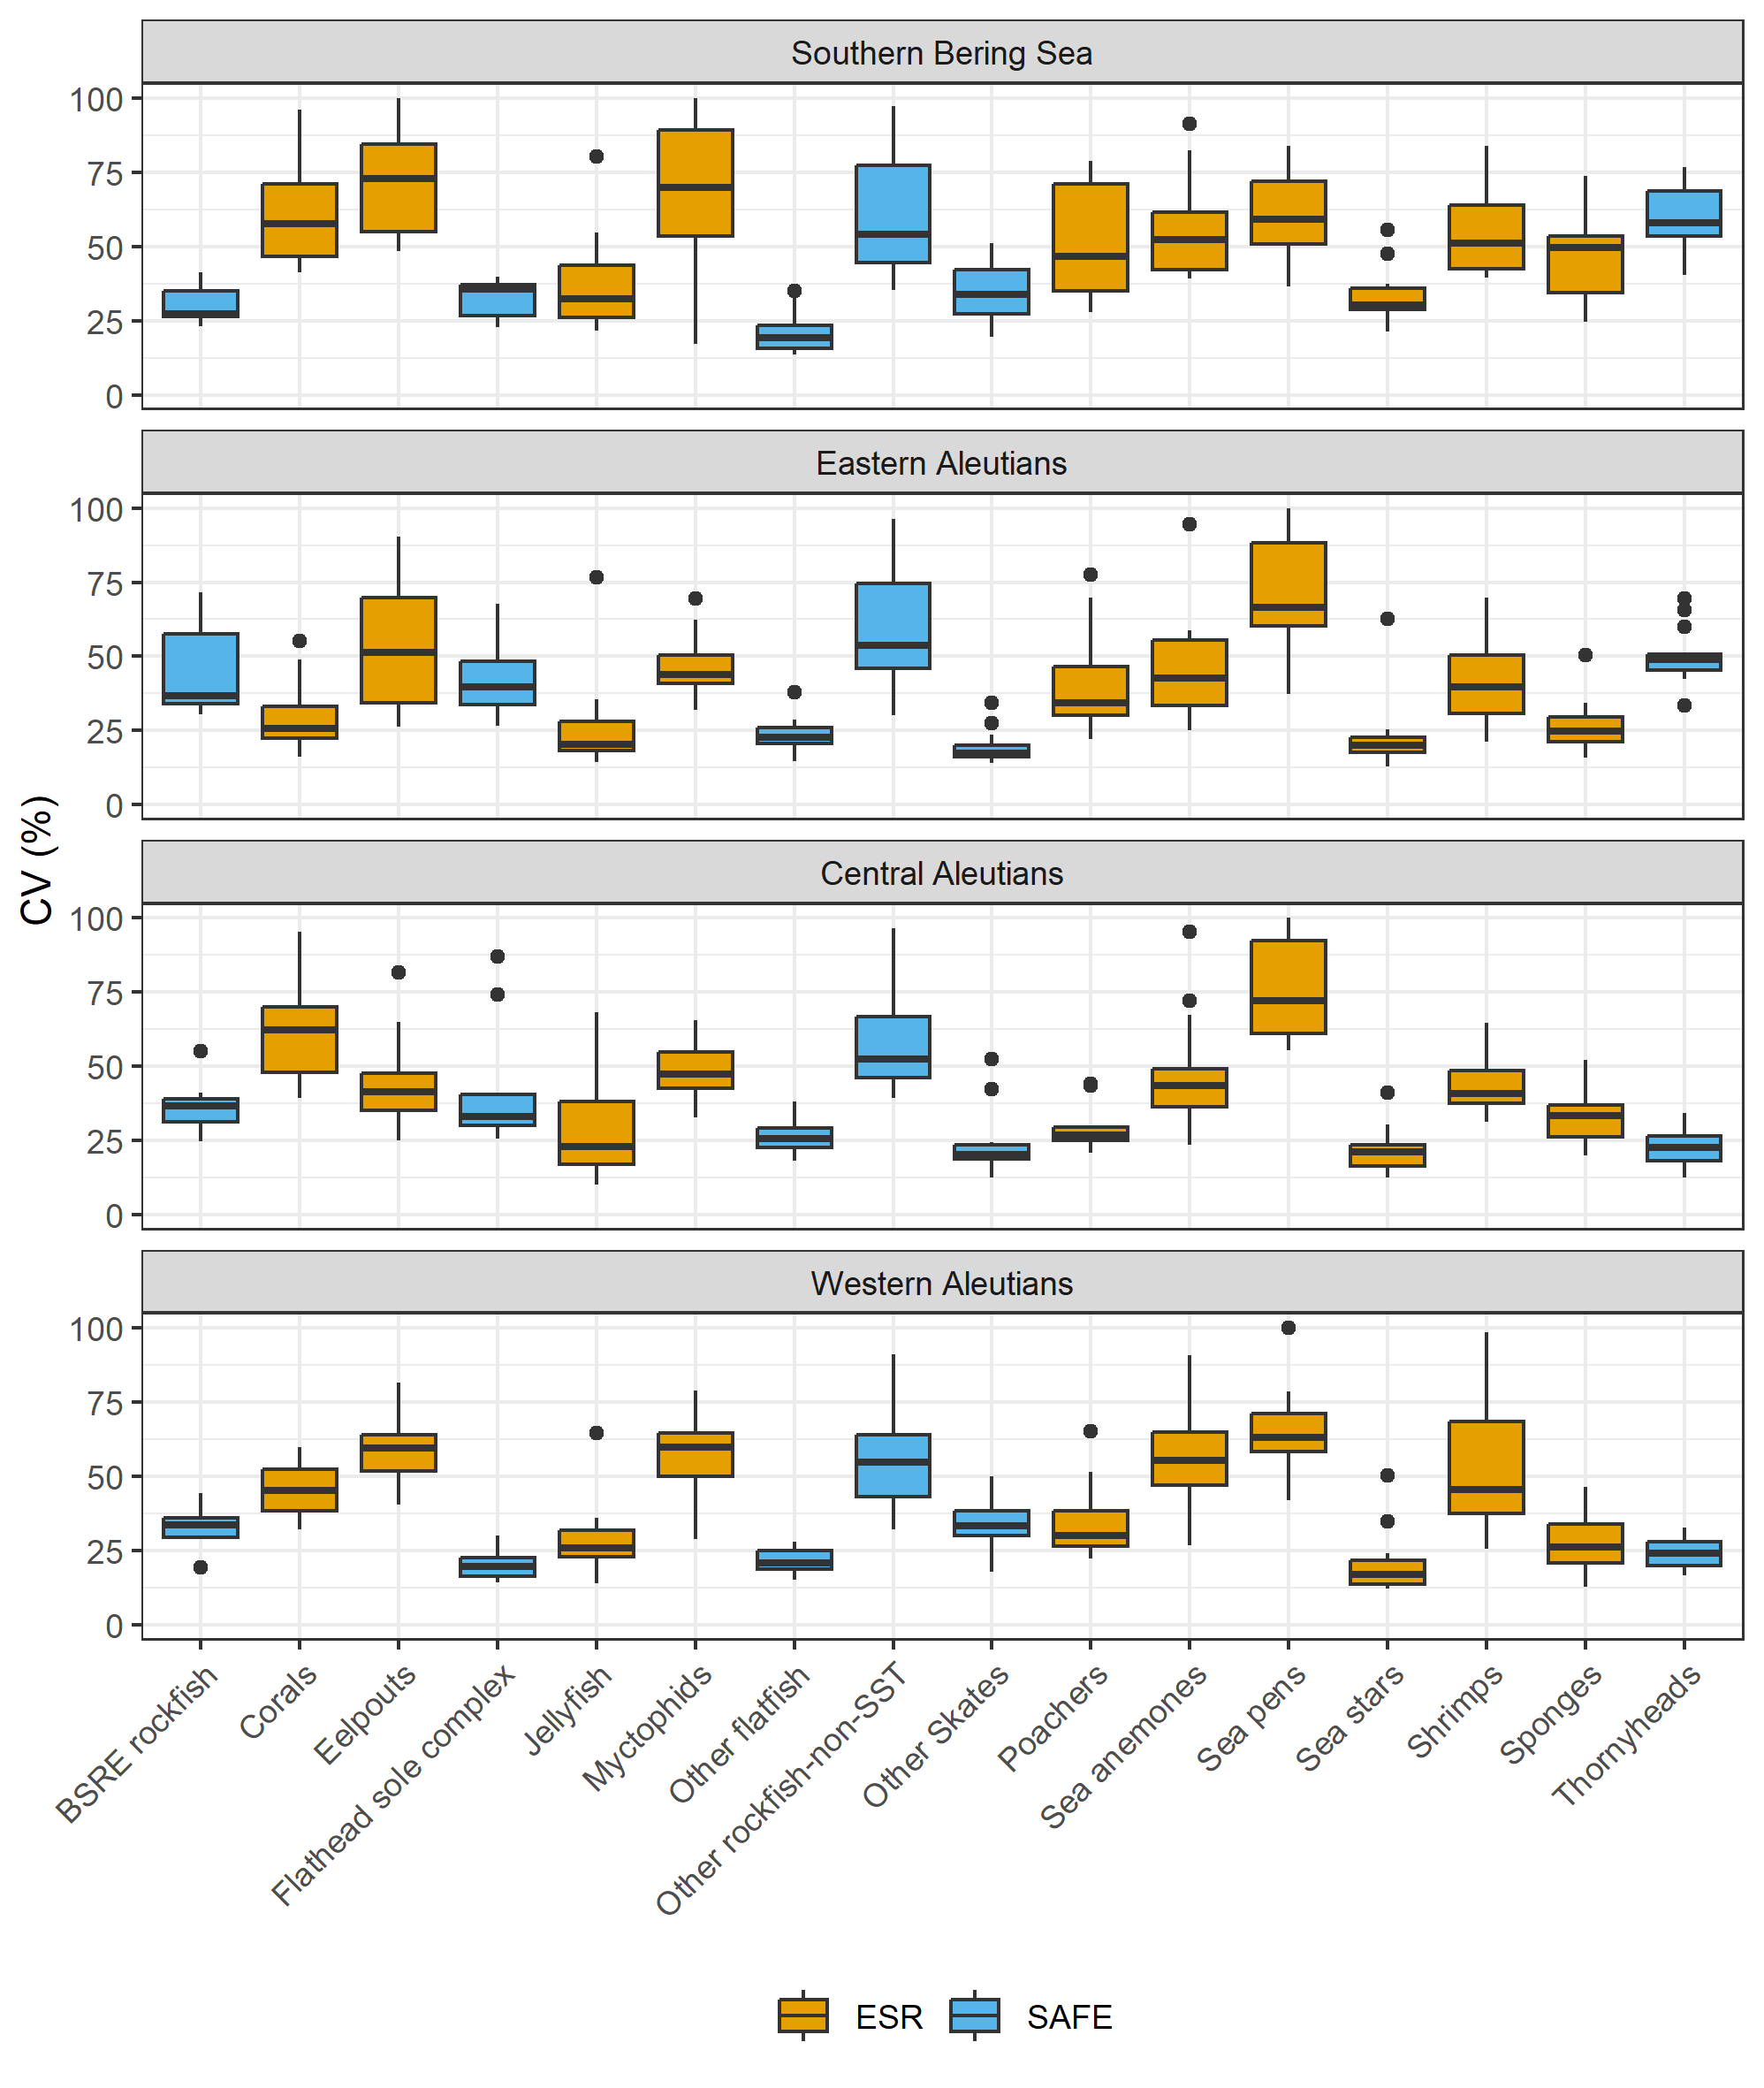 Southern Bering Sea
100
75
50
25
0
Eastern Aleutians
100
75
50
25
0
CV (%)
Central Aleutians
100
75
50
25
0
Western Aleutians
100
75
50
25
0
BSRE rockfish
Corals
Eelpouts
Flathead sole complex
Jellyfish
Myctophids
Other flatfish
Other rockfish-non-SST
Other Skates
Poachers
Sea anemones
Sea pens
Sea stars
Shrimps
Sponges
Thornyheads
ESR SAFE